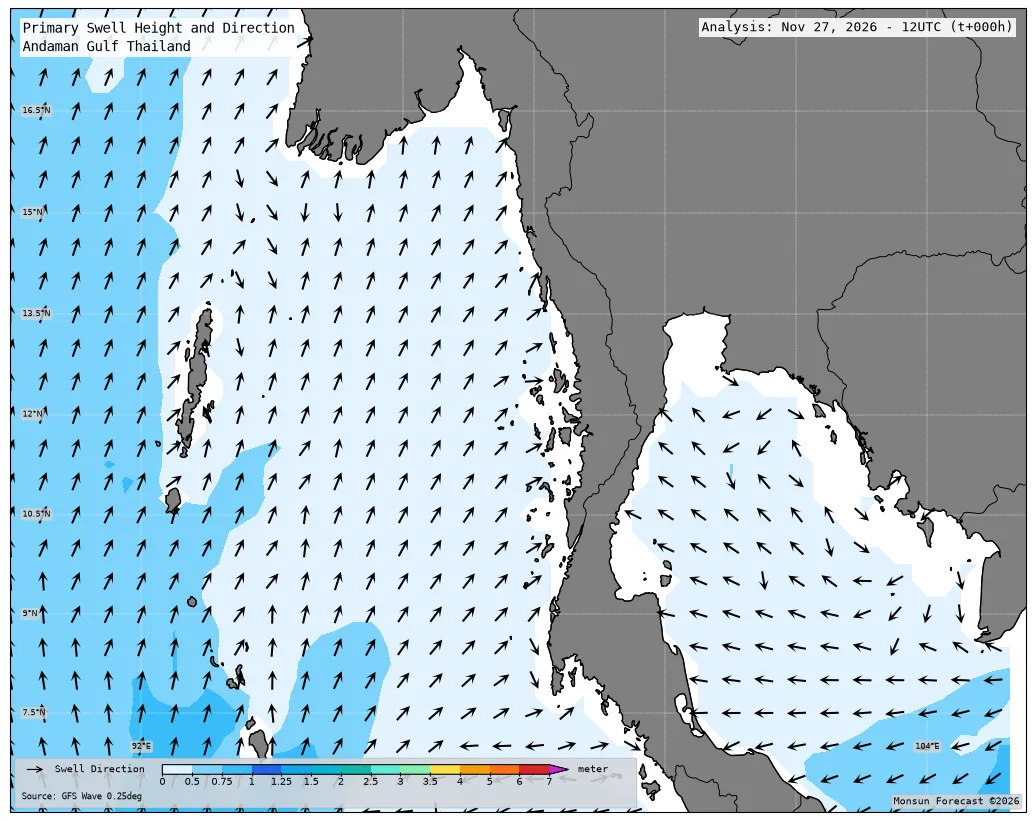 Primary Swell Height and Direction
Andaman Gulf Thailand
Analysis: Nov 27, 2026 - 12UTC (t+000h)
16.5°N
15°N
13.5°N
12°N
10.5°N
9°N
7.5°N
92°E
104°E
Swell Direction
meter
0 0.5 0.75 1 1.25 1.5 2 2.5 3 3.5 4 5 6 7
Source: GFS Wave 0.25deg
Monsun Forecast ©2026